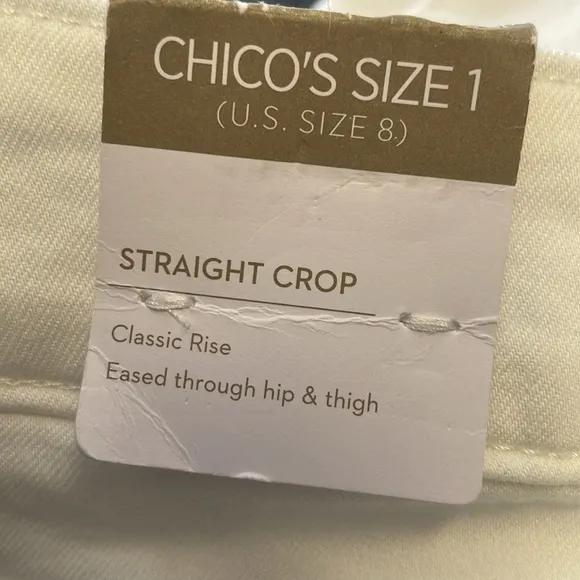 CHICO'S SIZE 1
(U.S. SIZE 8)
STRAIGHT CROP
Classic Rise
Eased through hip & thigh